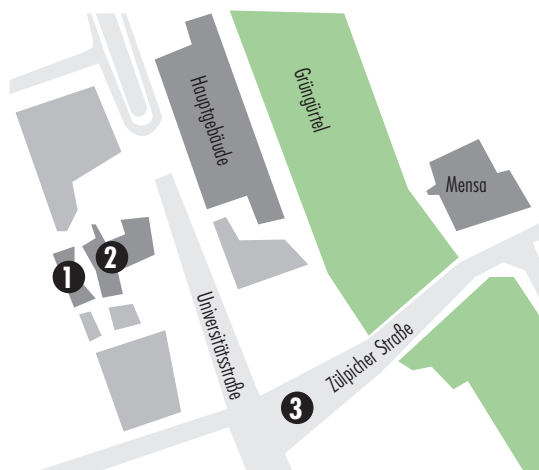 Hauptgebäude
Grüngürtel
Mensa
1
2
Universitätsstraße
Zülpicher Straße
3